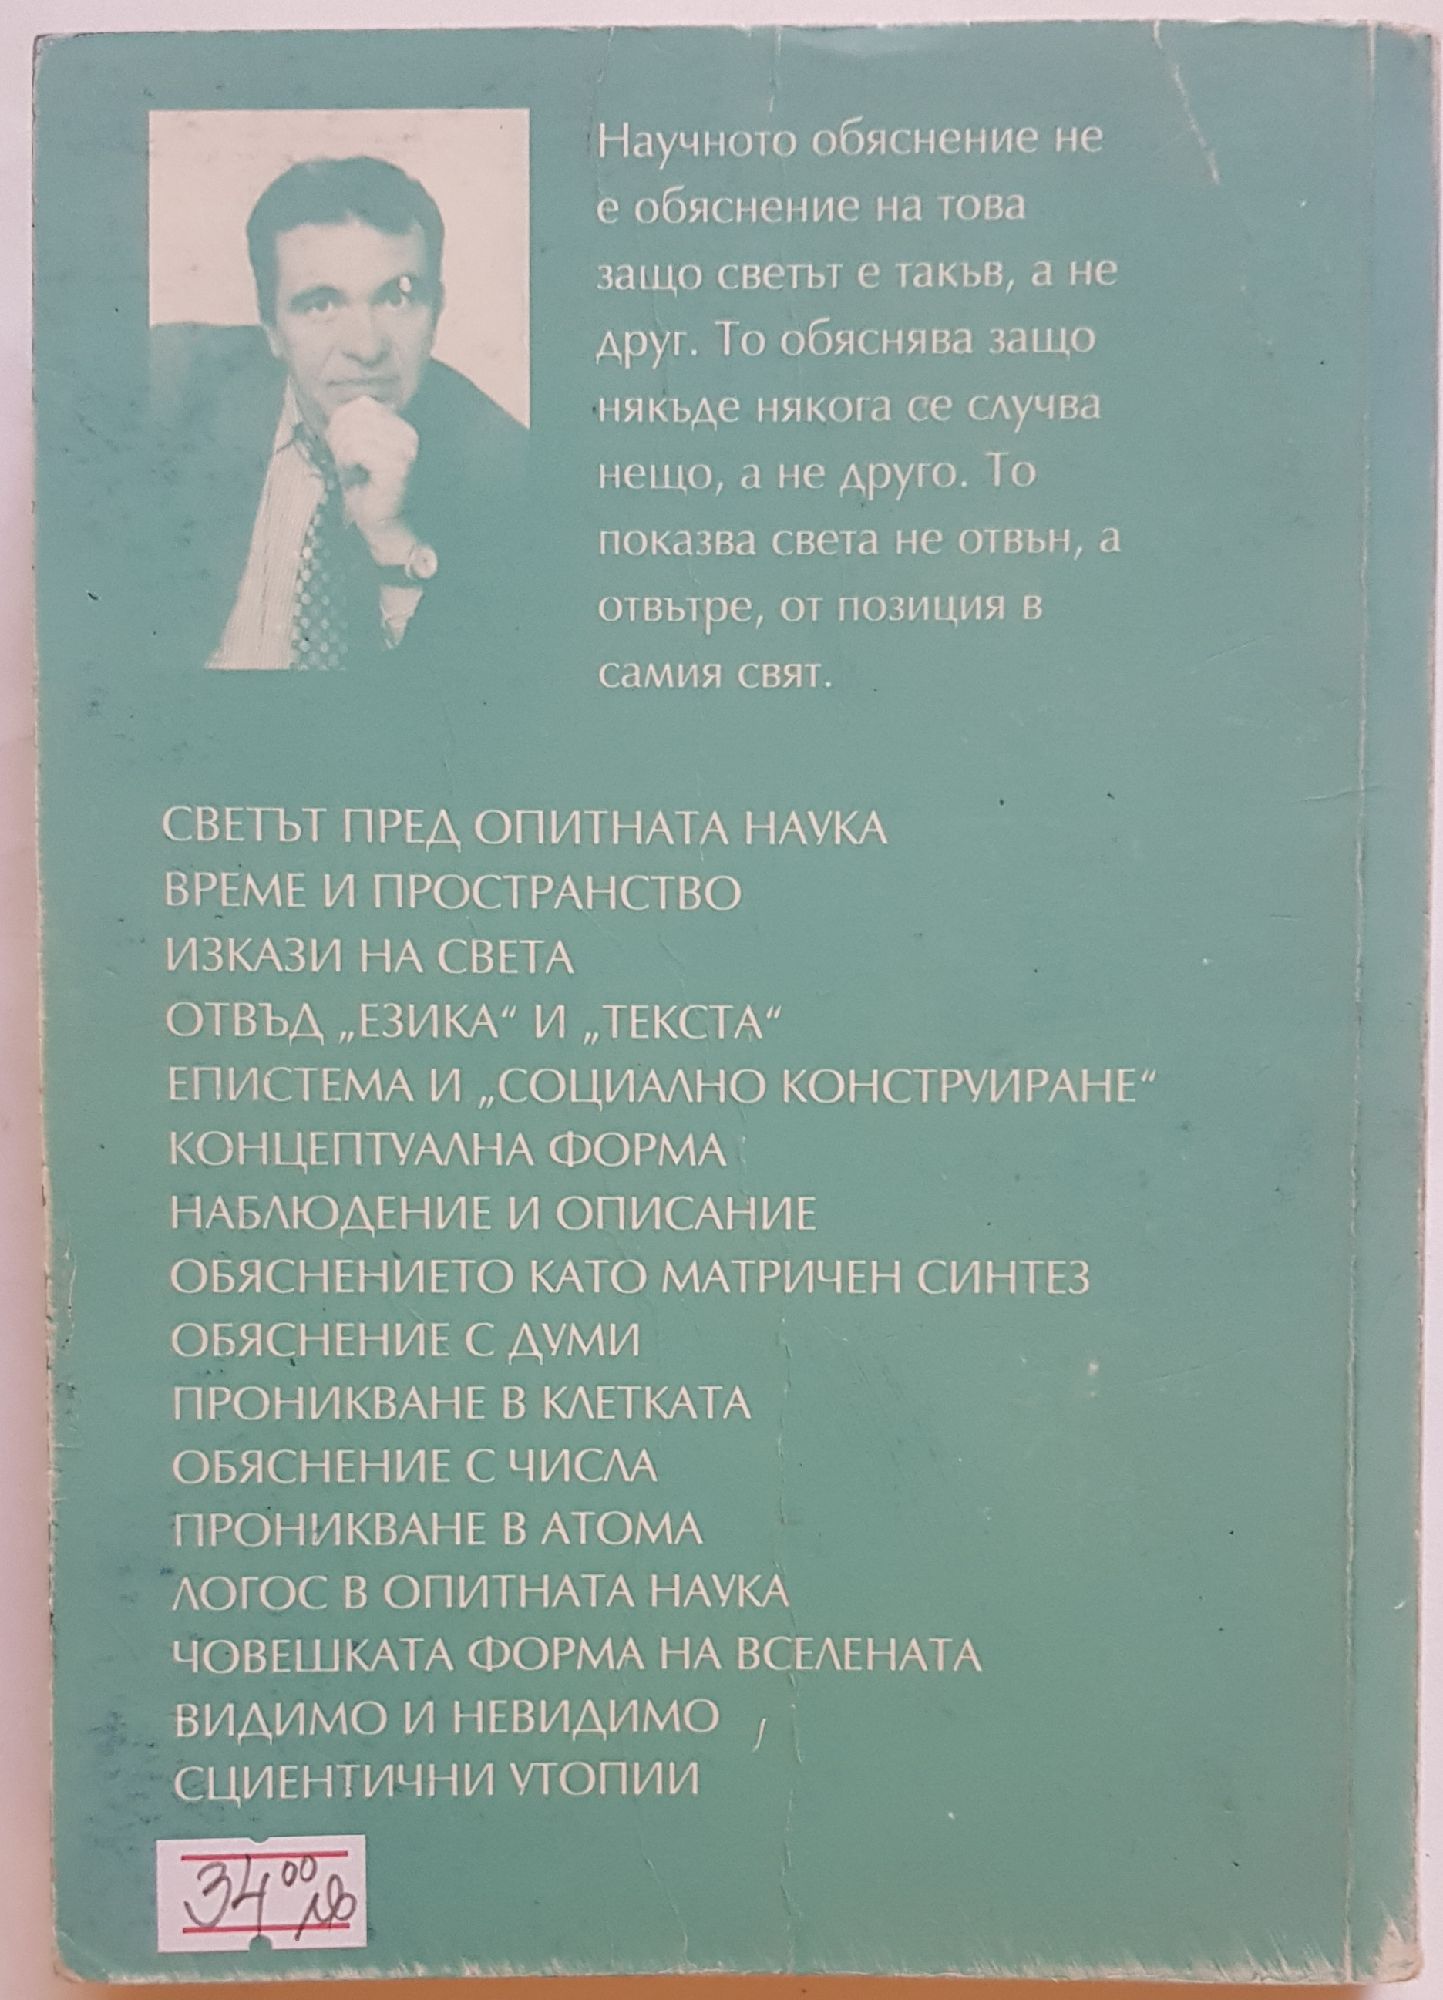 Научното обяснение не
е обяснение на това
защо светът е такъв, а не
друг. То обяснява защо
някъде някога се случва
нещо, а не друго. То
показва света не отвън, а
отвътре, от позиция в
самия свят.
СВЕТЪТ ПРЕД ОПИТНАТА НАУКА
ВРЕМЕ И ПРОСТРАНСТВО
ИЗКАЗИ НА СВЕТА
ОТВЪД „ЕЗИКА“ И „ТЕКСТА“
ЕПИСТЕМА И „СОЦИАЛНО КОНСТРУИРАНЕ“
КОНЦЕПТУАЛНА ФОРМА
НАБЛЮДЕНИЕ И ОПИСАНИЕ
ОБЯСНЕНИЕТО КАТО МАТРИЧЕН СИНТЕЗ
ОБЯСНЕНИЕ С ДУМИ
ПРОНИКВАНЕ В КЛЕТКАТА
ОБЯСНЕНИЕ С ЧИСЛА
ПРОНИКВАНЕ В АТОМА
ЛОГОС В ОПИТНАТА НАУКА
ЧОВЕШКАТА ФОРМА НА ВСЕЛЕНАТА
ВИДИМО И НЕВИДИМО
СЦИЕНТИЧНИ УТОПИИ
34 00 лв